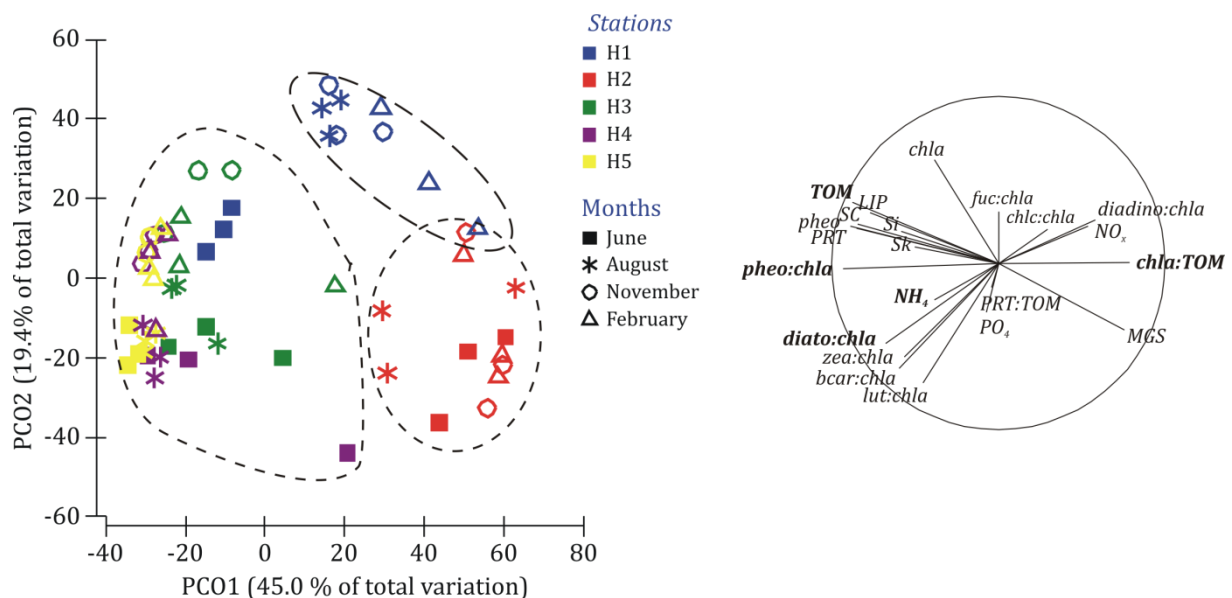 60
40
20
0
-20
-40
-60
PCO2 (19.4% of total variation)
-40
-20
0
20
40
60
80
PCO1 (45.0 % of total variation)
Stations
H1
H2
H3
H4
H5
Months
June
August
November
February
chla
TOM
LIP
SC
pheo
PRT
Si
Sk
fuc:chla
chlc:chla
diadino:chla
NOx
pheo:chla
chla:TOM
NH4
PRT:TOM
PO4
MGS
diato:chla
zea:chla
bcar:chla
lut:chla